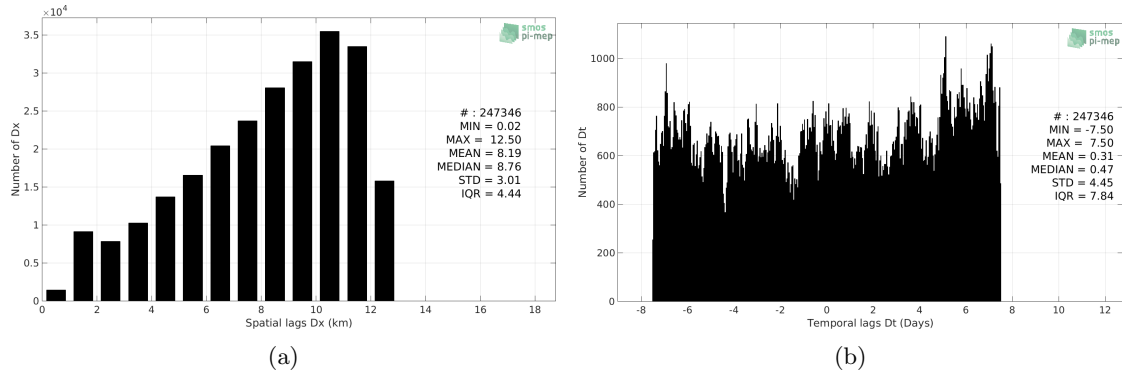 ×10⁴
3.5
3
2.5
2
1.5
1
0.5
0
Number of Dx
0 2 4 6 8 10 12 14 16 18
Spatial lags Dx (km)
smos
pi-mep
# : 247346
MIN = 0.02
MAX = 12.50
MEAN = 8.19
MEDIAN = 8.76
STD = 3.01
IQR = 4.44
(a)
1000
800
600
400
200
0
Number of Dt
-8 -6 -4 -2 0 2 4 6 8 10 12
Temporal lags Dt (Days)
smos
pi-mep
# : 247346
MIN = -7.50
MAX = 7.50
MEAN = 0.31
MEDIAN = 0.47
STD = 4.45
IQR = 7.84
(b)